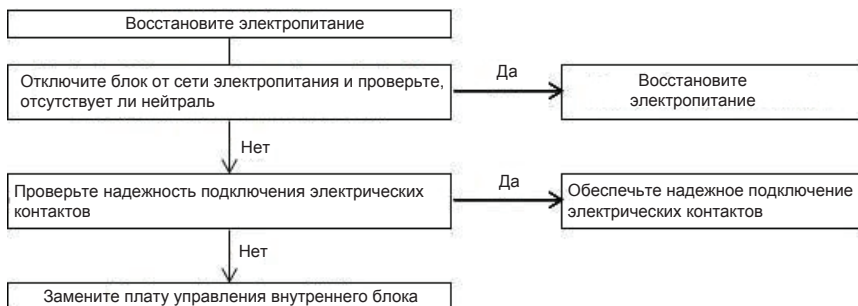 Восстановите электропитание
Отключите блок от сети электропитания и проверьте,
отсутствует ли нейтраль
Да
Восстановите
электропитание
Нет
Проверьте надежность подключения электрических
контактов
Да
Обеспечьте надежное подключение
электрических контактов
Нет
Замените плату управления внутреннего блока